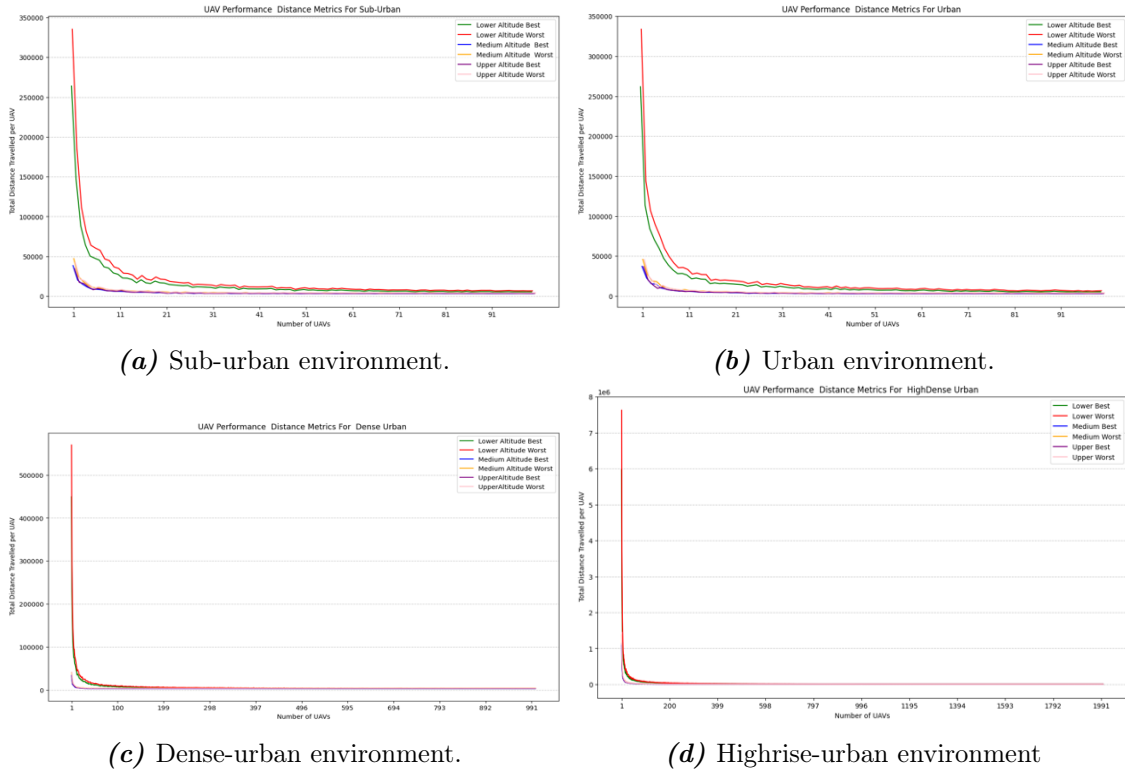 UAV Performance  Distance Metrics For Sub-Urban
Total Distance Travelled per UAV
350000
300000
250000
200000
150000
100000
50000
0
Lower Altitude Best
Lower Altitude Worst
Medium Altitude  Best
Medium Altitude  Worst
Upper Altitude Best
Upper Altitude Worst
1 11 21 31 41 51 61 71 81 91
Number of UAVs
(a) Sub-urban environment.
UAV Performance  Distance Metrics For Urban
Total Distance Travelled per UAV
350000
300000
250000
200000
150000
100000
50000
0
Lower Altitude Best
Lower Altitude Worst
Medium Altitude Best
Medium Altitude Worst
Upper Altitude Best
Upper Altitude Worst
1 11 21 31 41 51 61 71 81 91
Number of UAVs
(b) Urban environment.
UAV Performance  Distance Metrics For  Dense Urban
Total Distance Travelled per UAV
500000
400000
300000
200000
100000
0
Lower Altitude Best
Lower Altitude Worst
Medium Altitude Best
Medium Altitude Worst
UpperAltitude Best
UpperAltitude Worst
1 100 199 298 397 496 595 694 793 892 991
Number of UAVs
(c) Dense-urban environment.
UAV Performance  Distance Metrics For  HighDense Urban
1e6
Total Distance Travelled per UAV
8
7
6
5
4
3
2
1
0
Lower Best
Lower Worst
Medium Best
Medium Worst
Upper Best
Upper Worst
1 200 399 598 797 996 1195 1394 1593 1792 1991
Number of UAVs
(d) Highrise-urban environment